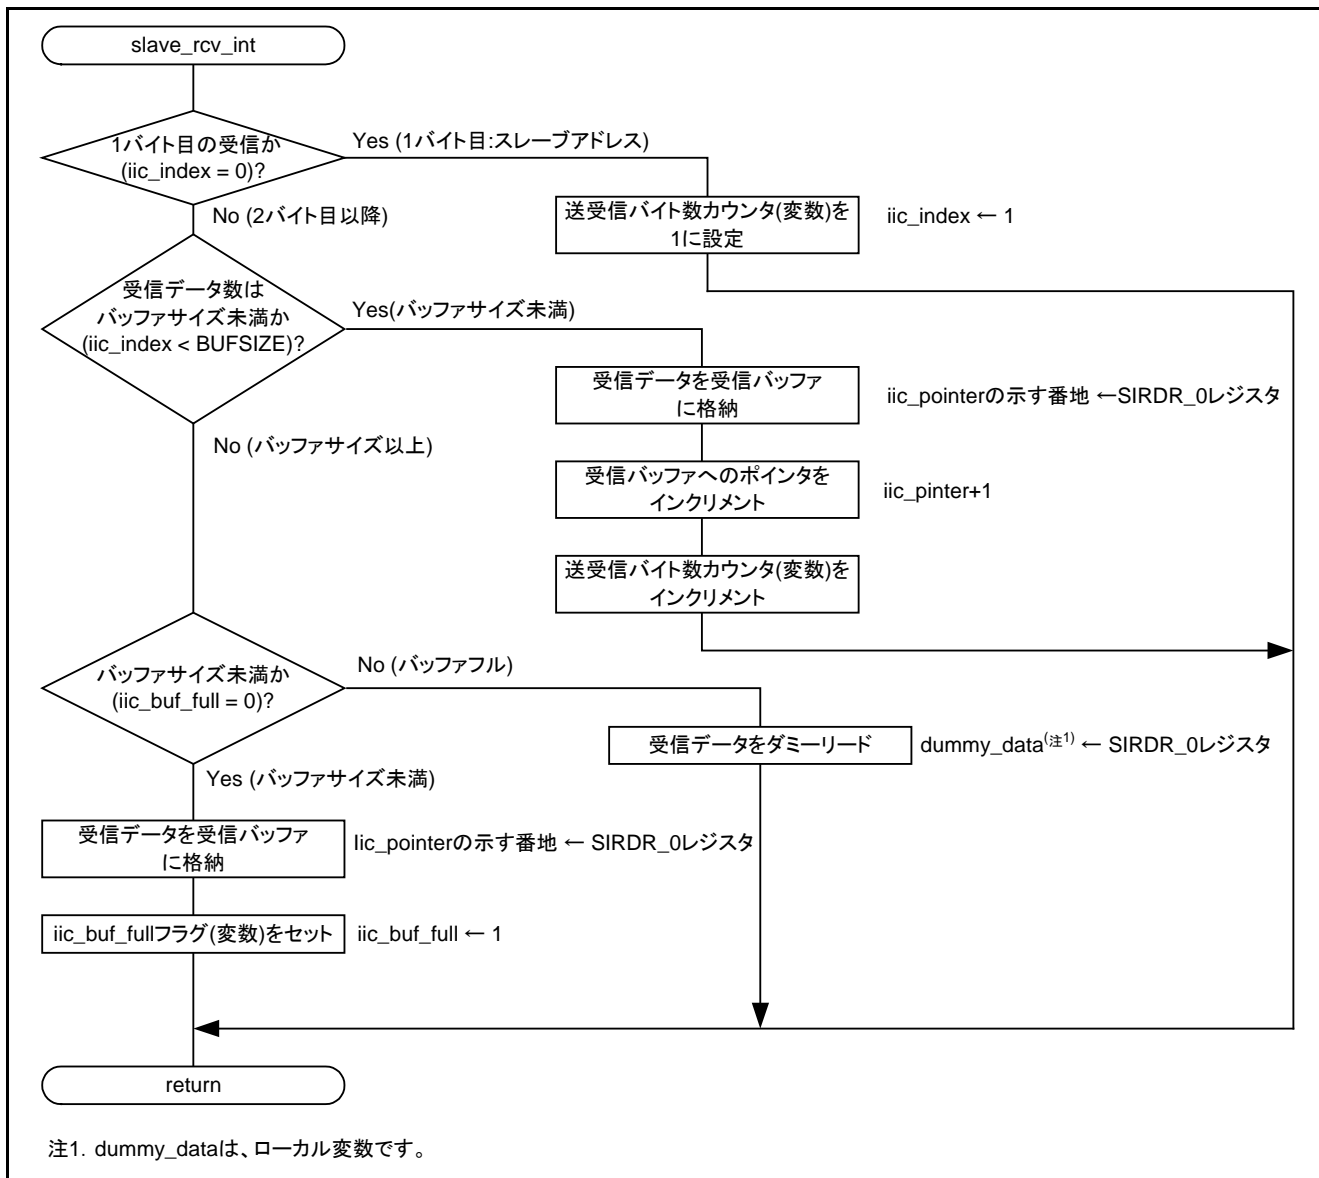 slave_rcv_int
1バイト目の受信か
(iic_index = 0)?
Yes (1バイト目:スレーブアドレス)
No (2バイト目以降)
送受信バイト数カウンタ(変数)を
1に設定
iic_index ← 1
受信データ数は
バッファサイズ未満か
(iic_index < BUFSIZE)?
Yes(バッファサイズ未満)
受信データを受信バッファ
に格納
iic_pointerの示す番地 ←SIRDR_0レジスタ
No (バッファサイズ以上)
受信バッファへのポインタを
インクリメント
iic_pinter+1
送受信バイト数カウンタ(変数)を
インクリメント
バッファサイズ未満か
(iic_buf_full = 0)?
No (バッファフル)
受信データをダミーリード
dummy_data(注1) ← SIRDR_0レジスタ
Yes (バッファサイズ未満)
受信データを受信バッファ
に格納
Iic_pointerの示す番地 ← SIRDR_0レジスタ
iic_buf_fullフラグ(変数)をセット
iic_buf_full ← 1
return
注1. dummy_dataは、ローカル変数です。